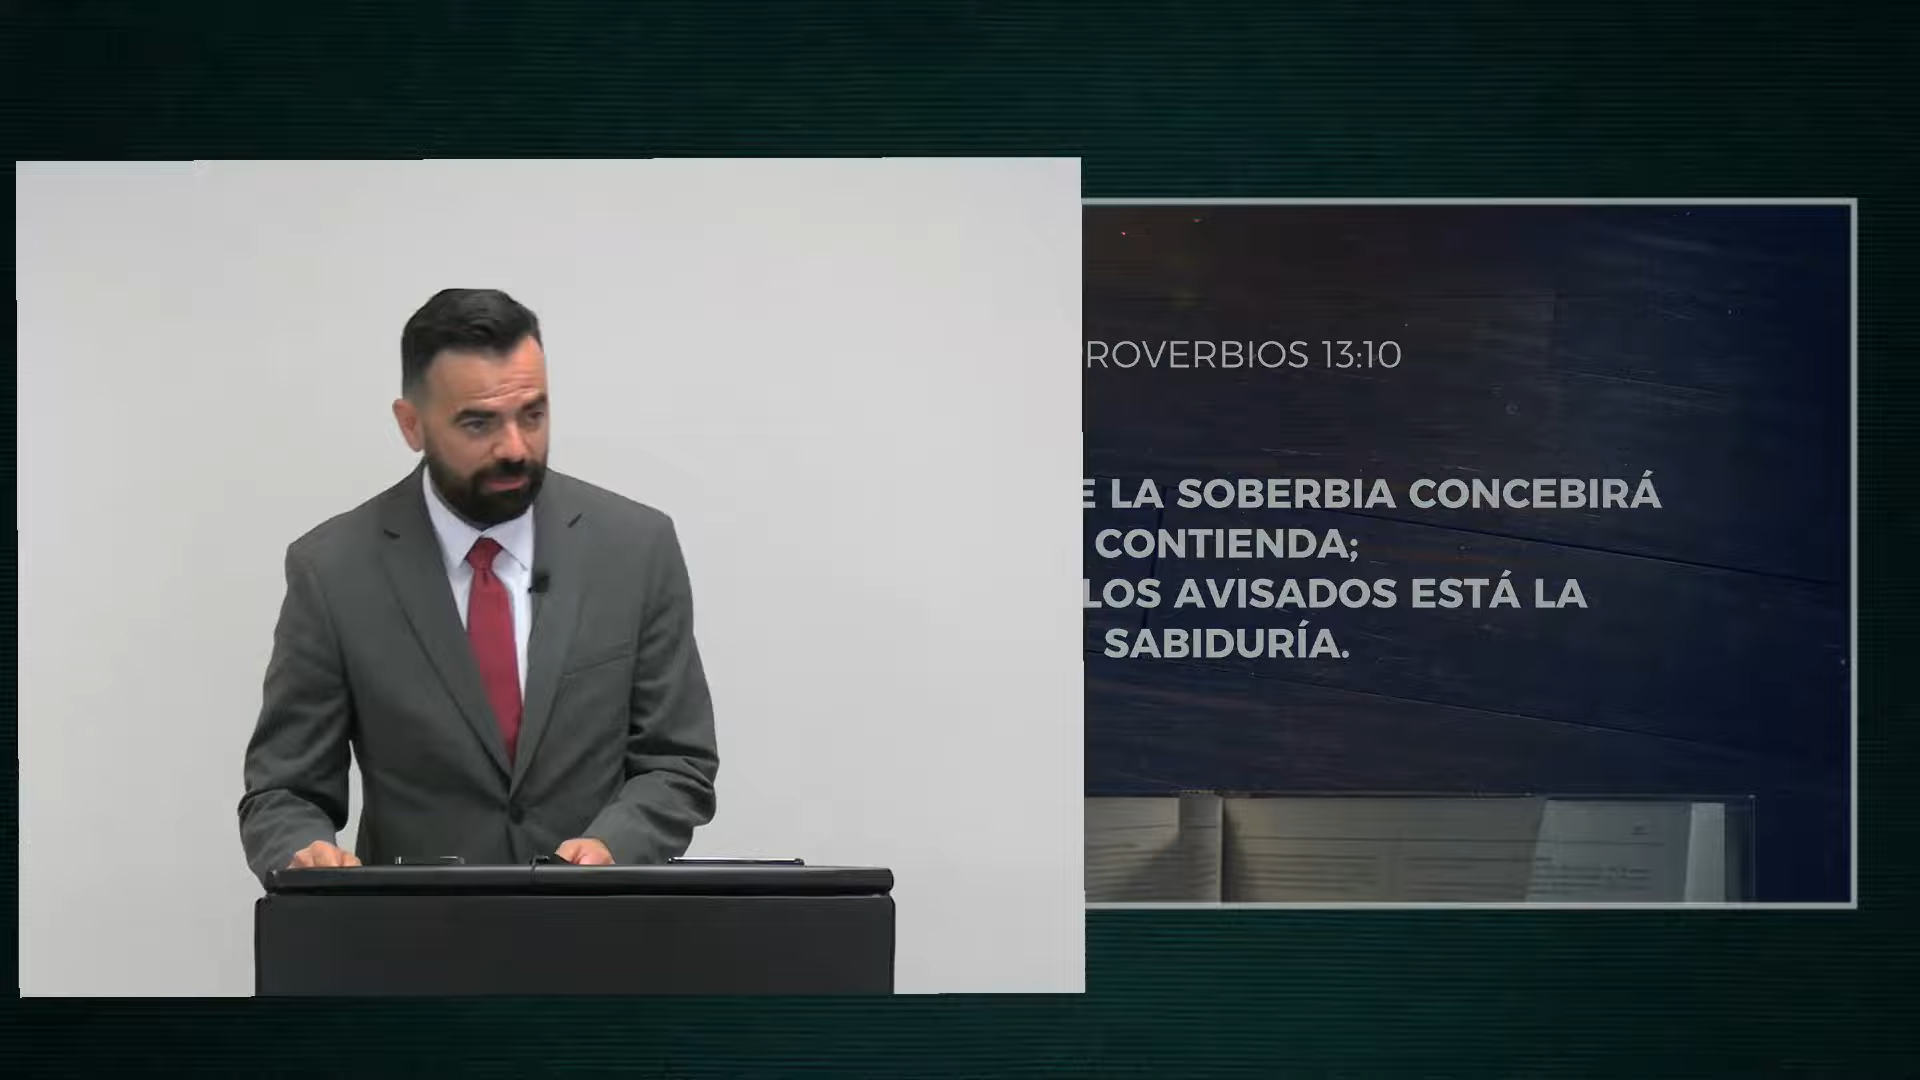 ROVERBIOS 13:10
E LA SOBERBIA CONCEBIRÁ
CONTIENDA;
LOS AVISADOS ESTÁ LA
SABIDURÍA.